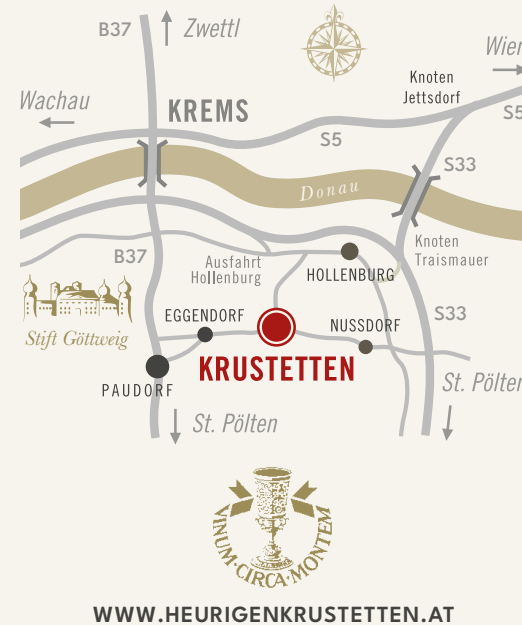 B37
Zwettl
Wien
Knoten
Jettsdorf
Wachau
KREMS
S5
S5
S33
Donau
Knoten
Traismauer
B37
Ausfahrt
Hollenburg
HOLLENBURG
Stift Göttweig
EGGENDORF
NUSSDORF
S33
KRUSTETTEN
PAUDORF
St. Pölten
St. Pölten
VINUM·CIRCA·MONTEM
WWW.HEURIGENKRUSTETTEN.AT